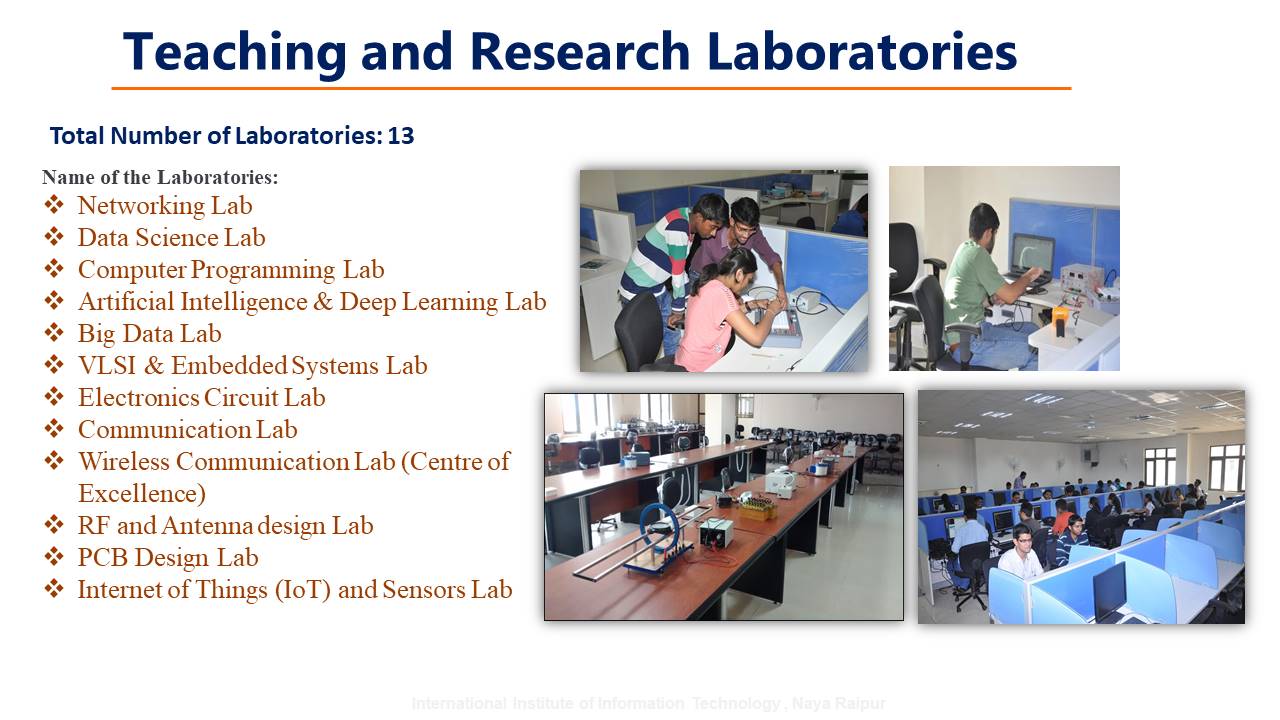 Teaching and Research Laboratories
Total Number of Laboratories: 13
Name of the Laboratories:
❖ Networking Lab
❖ Data Science Lab
❖ Computer Programming Lab
❖ Artificial Intelligence & Deep Learning Lab
❖ Big Data Lab
❖ VLSI & Embedded Systems Lab
❖ Electronics Circuit Lab
❖ Communication Lab
❖ Wireless Communication Lab (Centre of
Excellence)
❖ RF and Antenna design Lab
❖ PCB Design Lab
❖ Internet of Things (IoT) and Sensors Lab
International Institute of Information Technology , Naya Raipur